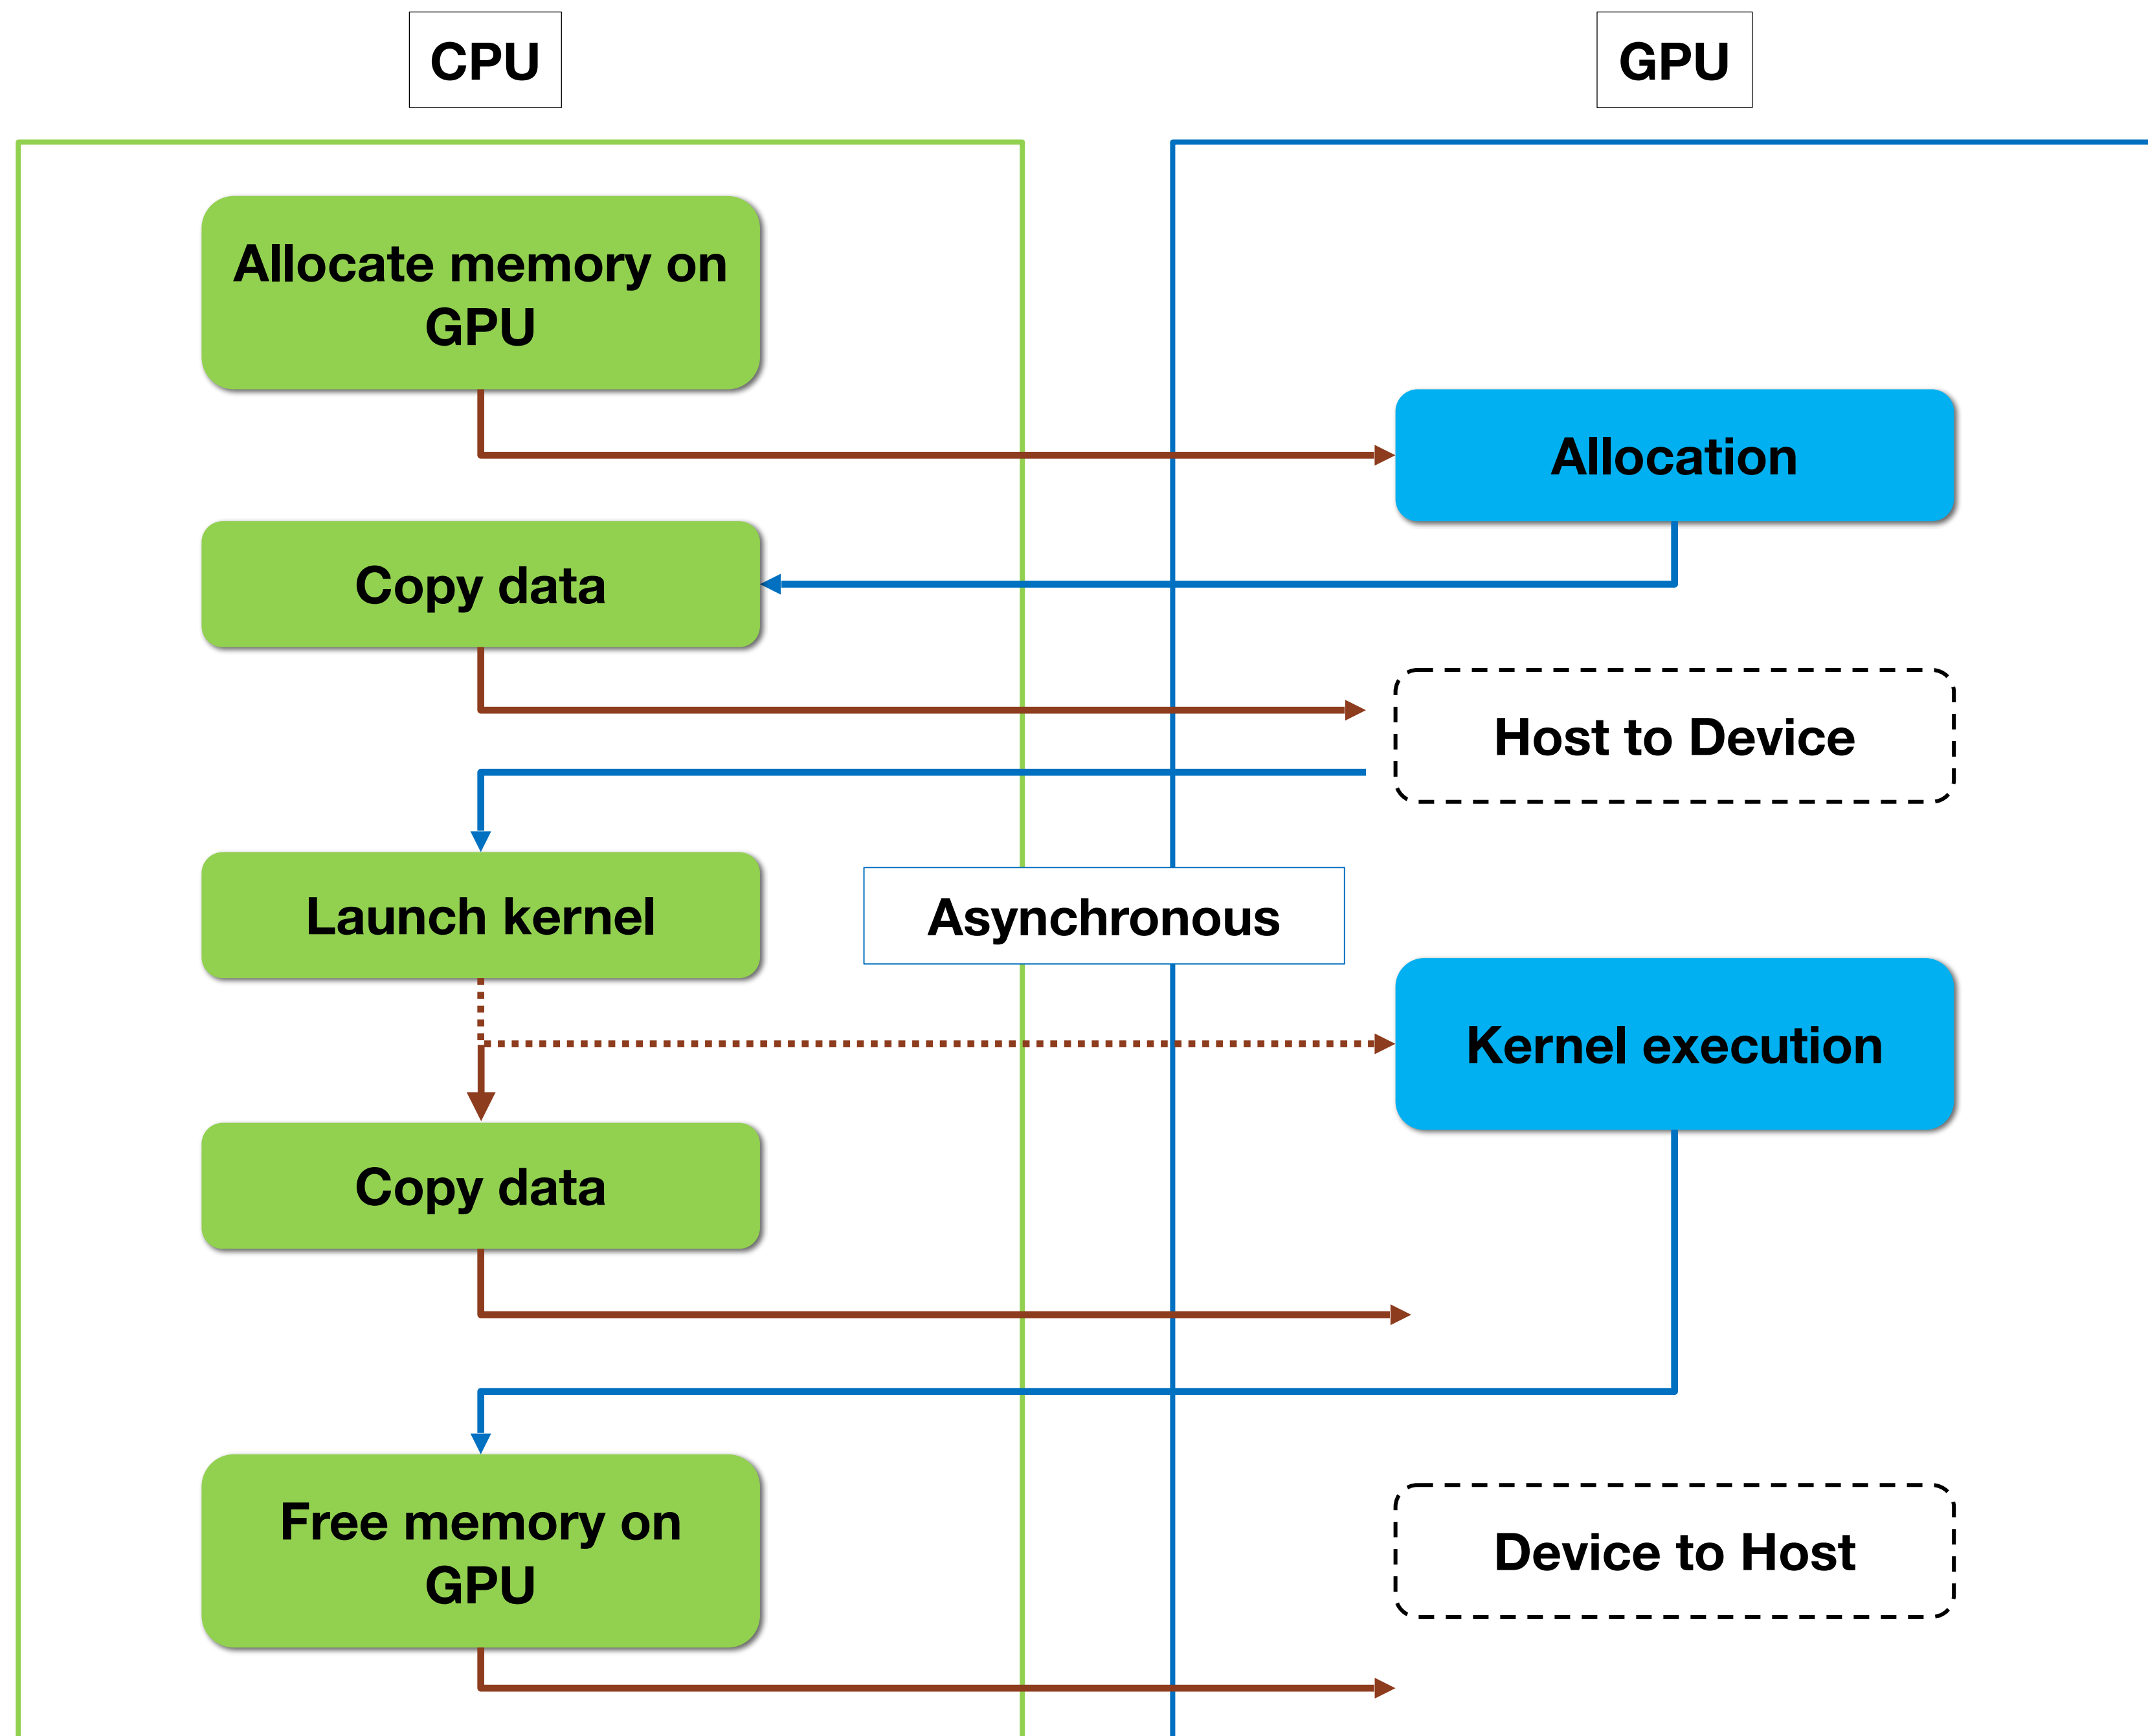 CPU
GPU
Allocate memory on
GPU
Allocation
Copy data
Host to Device
Launch kernel
Asynchronous
Kernel execution
Copy data
Free memory on
GPU
Device to Host